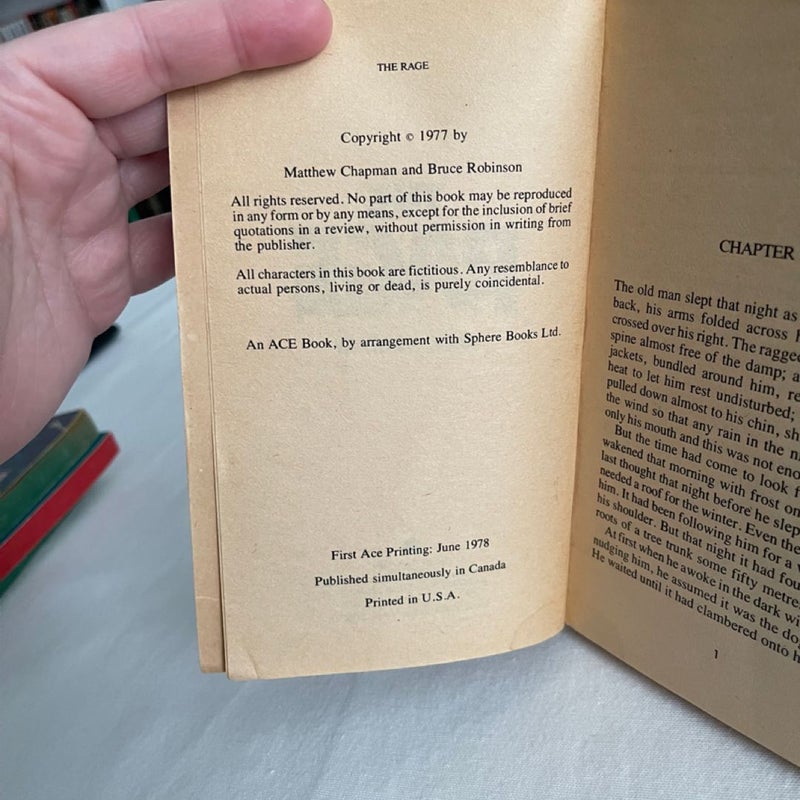 THE RAGE
Copyright © 1977 by
Matthew Chapman and Bruce Robinson
All rights reserved. No part of this book may be reproduced
in any form or by any means, except for the inclusion of brief
quotations in a review, without permission in writing from
the publisher.
All characters in this book are fictitious. Any resemblance to
actual persons, living or dead, is purely coincidental.
An ACE Book, by arrangement with Sphere Books Ltd.
First Ace Printing: June 1978
Published simultaneously in Canada
Printed in U.S.A.
CHAPTER
The old man slept that night as
back, his arms folded across
crossed over his right. The ragged
spine almost free of the damp;
jackets, bundled around him,
heat to let him rest undisturbed;
pulled down almost to his chin,
the wind so that any rain in the
only his mouth and this was not
But the time had come to look
wakened that morning with frost on
last thought that night before he slep
needed a roof for the winter. Even the
him. It had been following him for a
his shoulder. But that night it had
roots of a tree trunk some fifty metre
At first when he awoke in the dark
nudging him, he assumed it was the
He waited until it had clambered onto
1